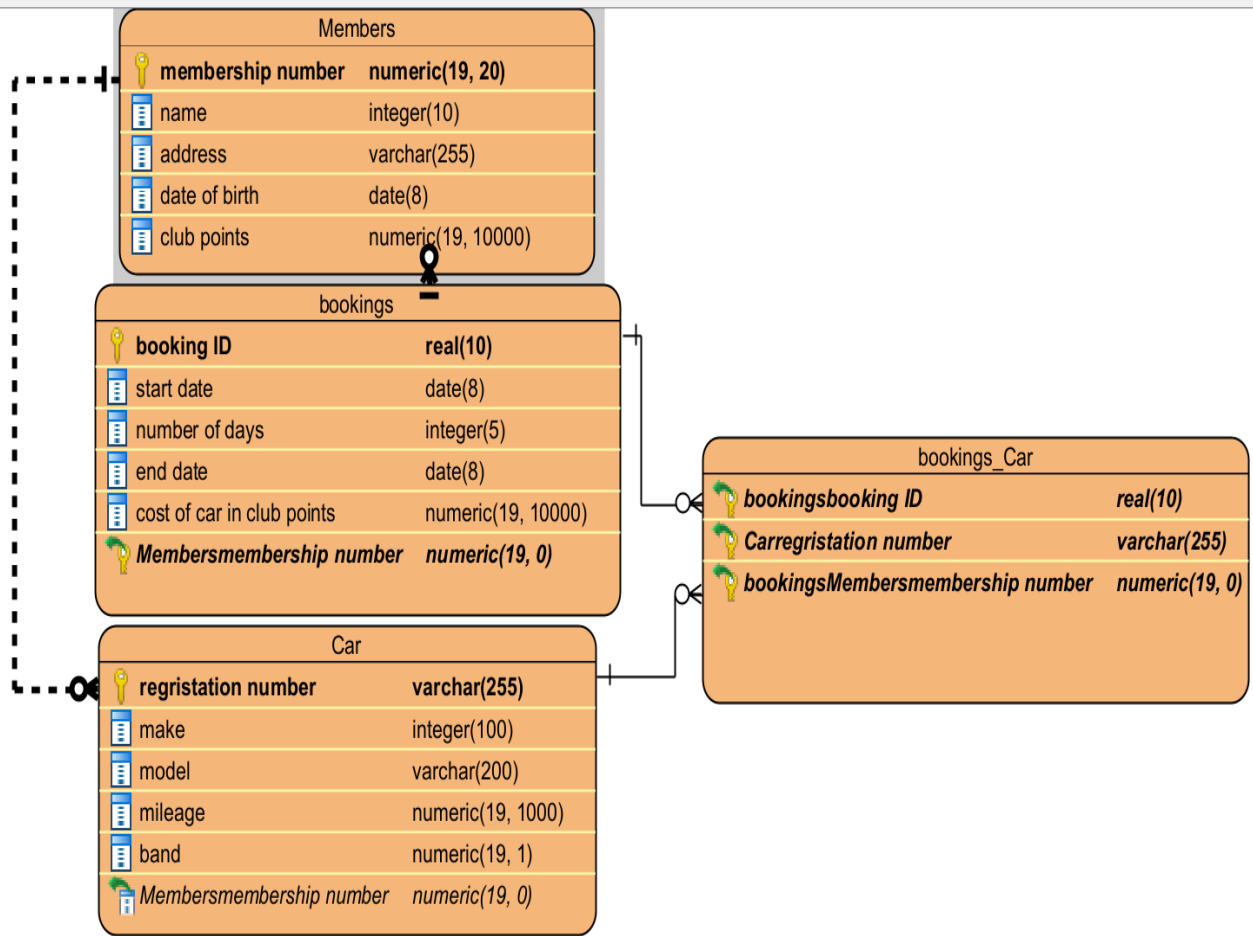 Members
membership number numeric(19, 20)
name integer(10)
address varchar(255)
date of birth date(8)
club points numeric(19, 10000)
bookings
booking ID real(10)
start date date(8)
number of days integer(5)
end date date(8)
cost of car in club points numeric(19, 10000)
Membersmembership number numeric(19, 0)
bookings_Car
bookingsbooking ID real(10)
Carregristation number varchar(255)
bookingsMembersmembership number numeric(19, 0)
Car
regristation number varchar(255)
make integer(100)
model varchar(200)
mileage numeric(19, 1000)
band numeric(19, 1)
Membersmembership number numeric(19, 0)